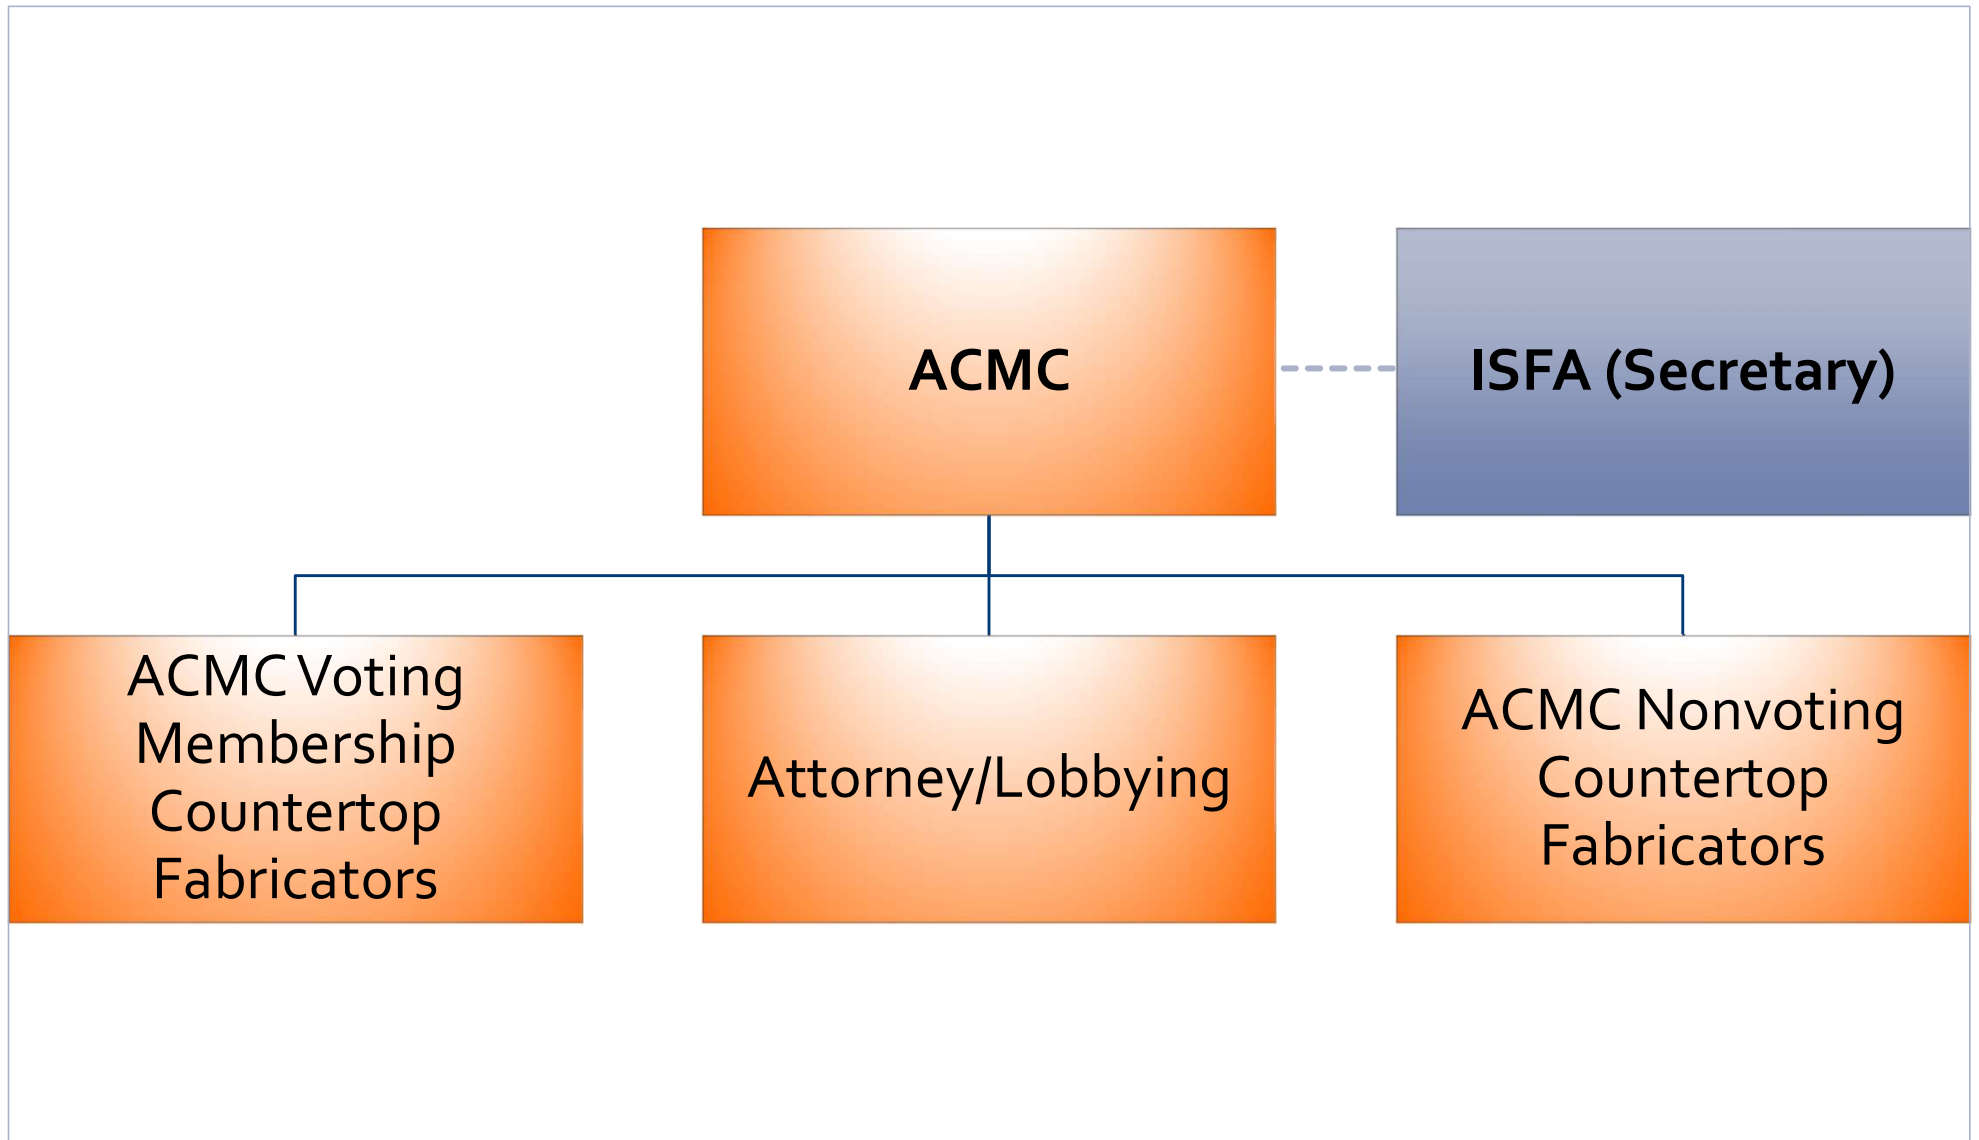 ACMC
ISFA (Secretary)
ACMC Voting
Membership
Countertop
Fabricators
Attorney/Lobbying
ACMC Nonvoting
Countertop
Fabricators